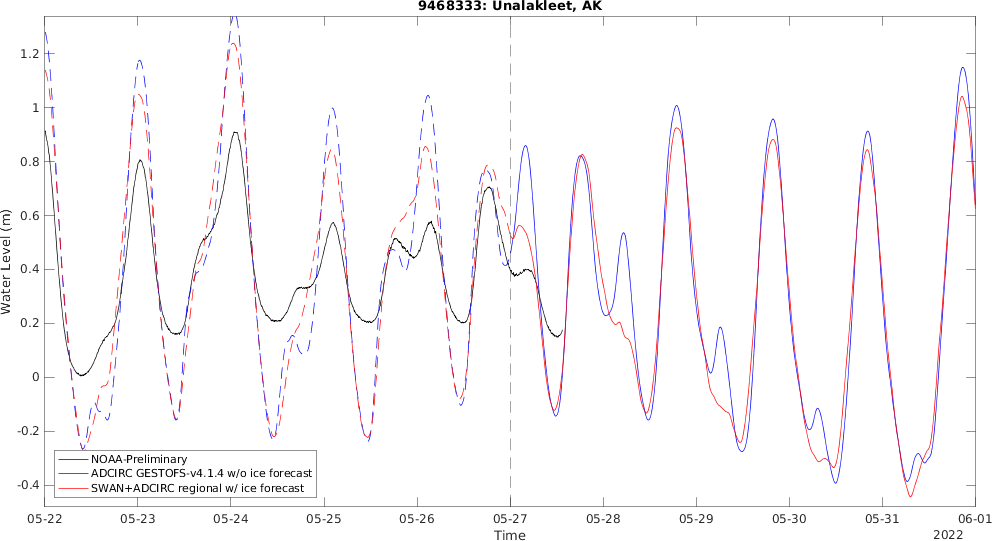 9468333: Unalakleet, AK
Water Level (m)
1.2
1
0.8
0.6
0.4
0.2
0
-0.2
-0.4
NOAA-Preliminary
ADCIRC GESTOFS-v4.1.4 w/o ice forecast
SWAN+ADCIRC regional w/ ice forecast
05-22 05-23 05-24 05-25 05-26 05-27 05-28 05-29 05-30 05-31 06-01
Time
2022